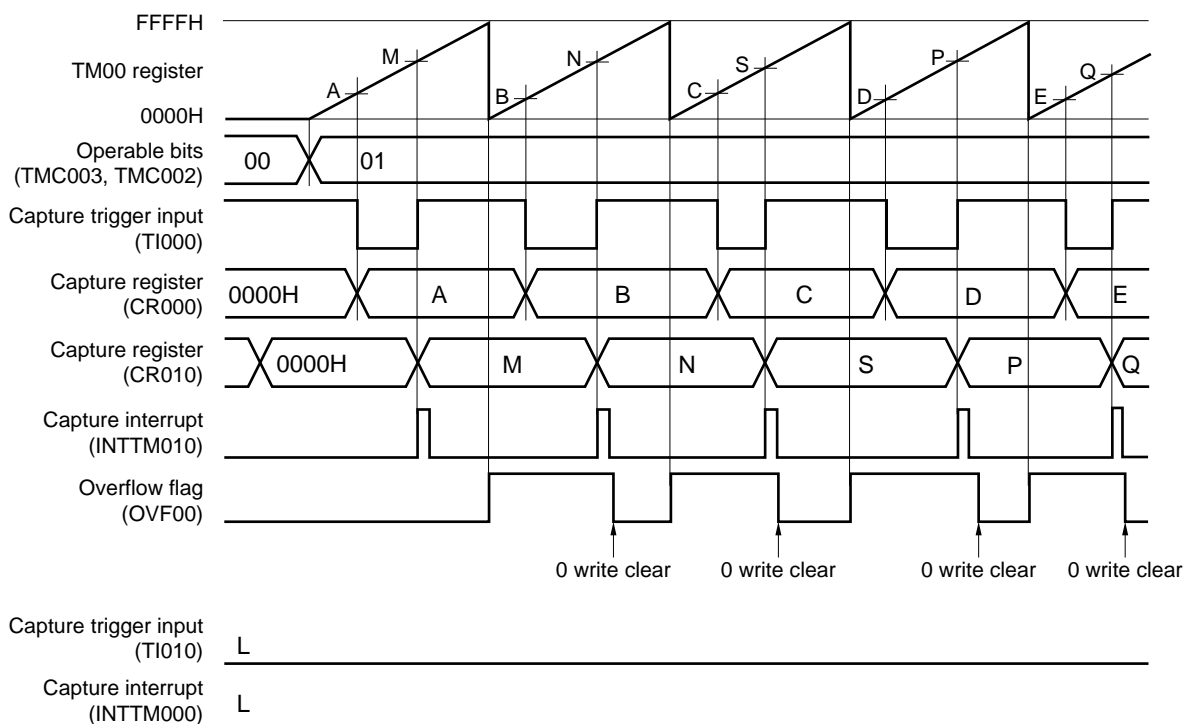 FFFFH
TM00 register
0000H
A M B N C S D P E Q
Operable bits
(TMC003, TMC002)
00 01
Capture trigger input
(TI000)
Capture register
(CR000)
0000H A B C D E
Capture register
(CR010)
0000H M N S P Q
Capture interrupt
(INTTM010)
Overflow flag
(OVF00)
0 write clear 0 write clear 0 write clear 0 write clear
Capture trigger input
(TI010)
L
Capture interrupt
(INTTM000)
L